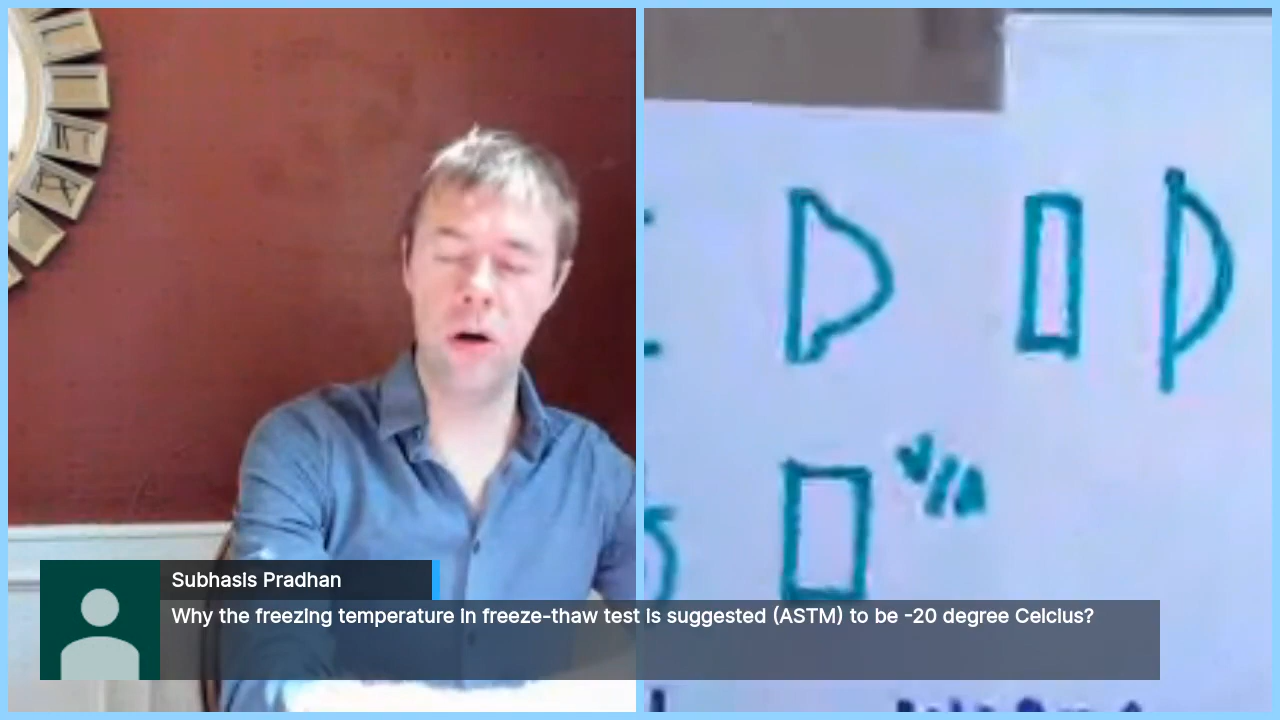 Subhasis Pradhan
Why the freezing temperature in freeze-thaw test is suggested (ASTM) to be -20 degree Celcius?